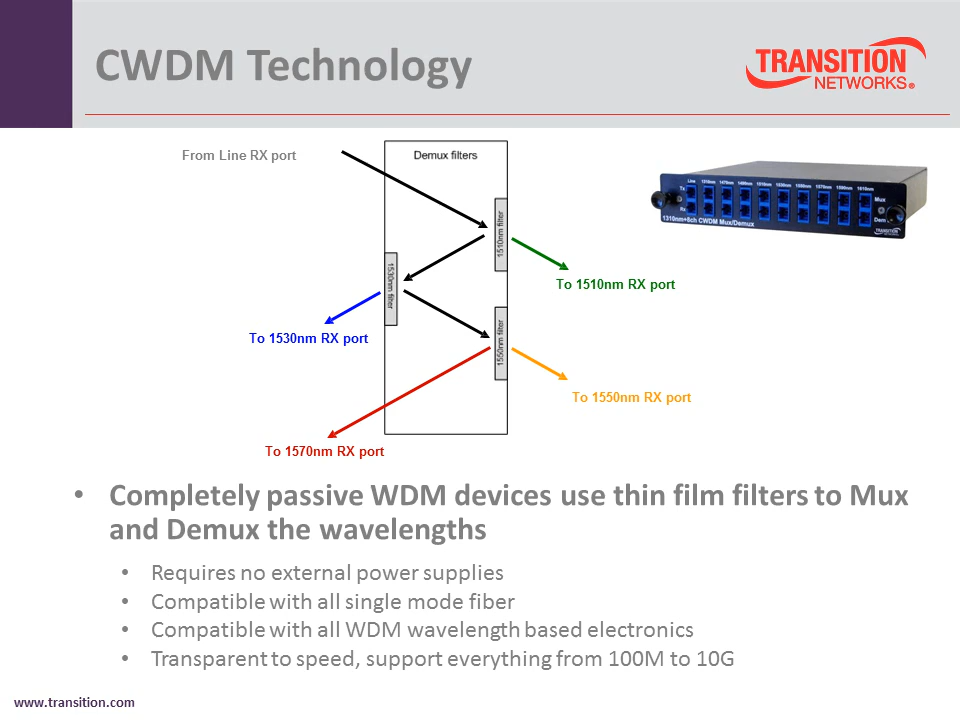 CWDM Technology
TRANSITION
NETWORKS®
From Line RX port
Demux filters
1510nm filter
1530nm filter
1550nm filter
To 1510nm RX port
To 1530nm RX port
To 1550nm RX port
To 1570nm RX port
Line 1310nm 1470nm 1490nm 1510nm 1530nm 1550nm 1570nm 1590nm 1610nm
Tx
Mux
Rx
1310nm+8ch CWDM Mux/Demux
TRANSITION
• Completely passive WDM devices use thin film filters to Mux
and Demux the wavelengths
• Requires no external power supplies
• Compatible with all single mode fiber
• Compatible with all WDM wavelength based electronics
• Transparent to speed, support everything from 100M to 10G
www.transition.com